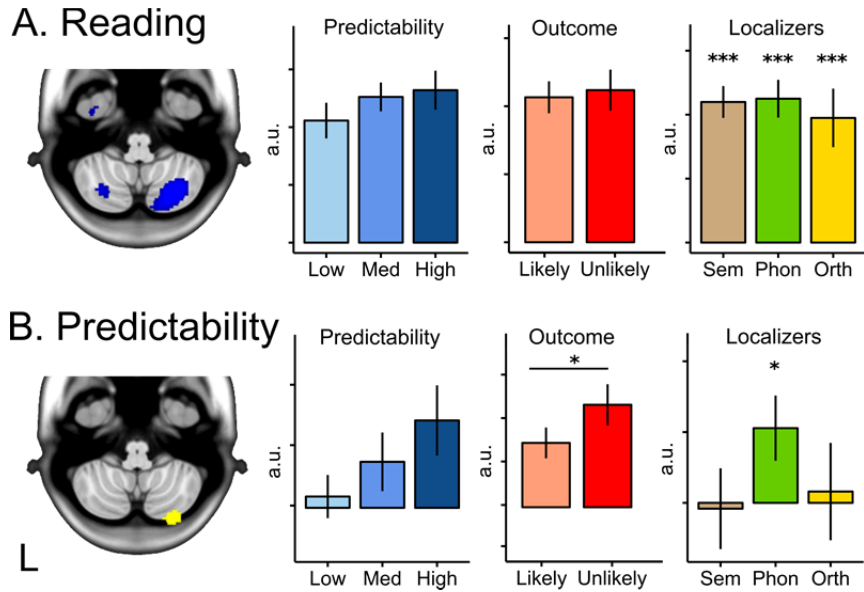 A. Reading
Predictability
Outcome
Localizers
*** *** ***
a.u. a.u. a.u.
Low Med High
Likely Unlikely
Sem Phon Orth
B. Predictability
Predictability
Outcome
Localizers
*
*
a.u. a.u. a.u.
L
Low Med High
Likely Unlikely
Sem Phon Orth